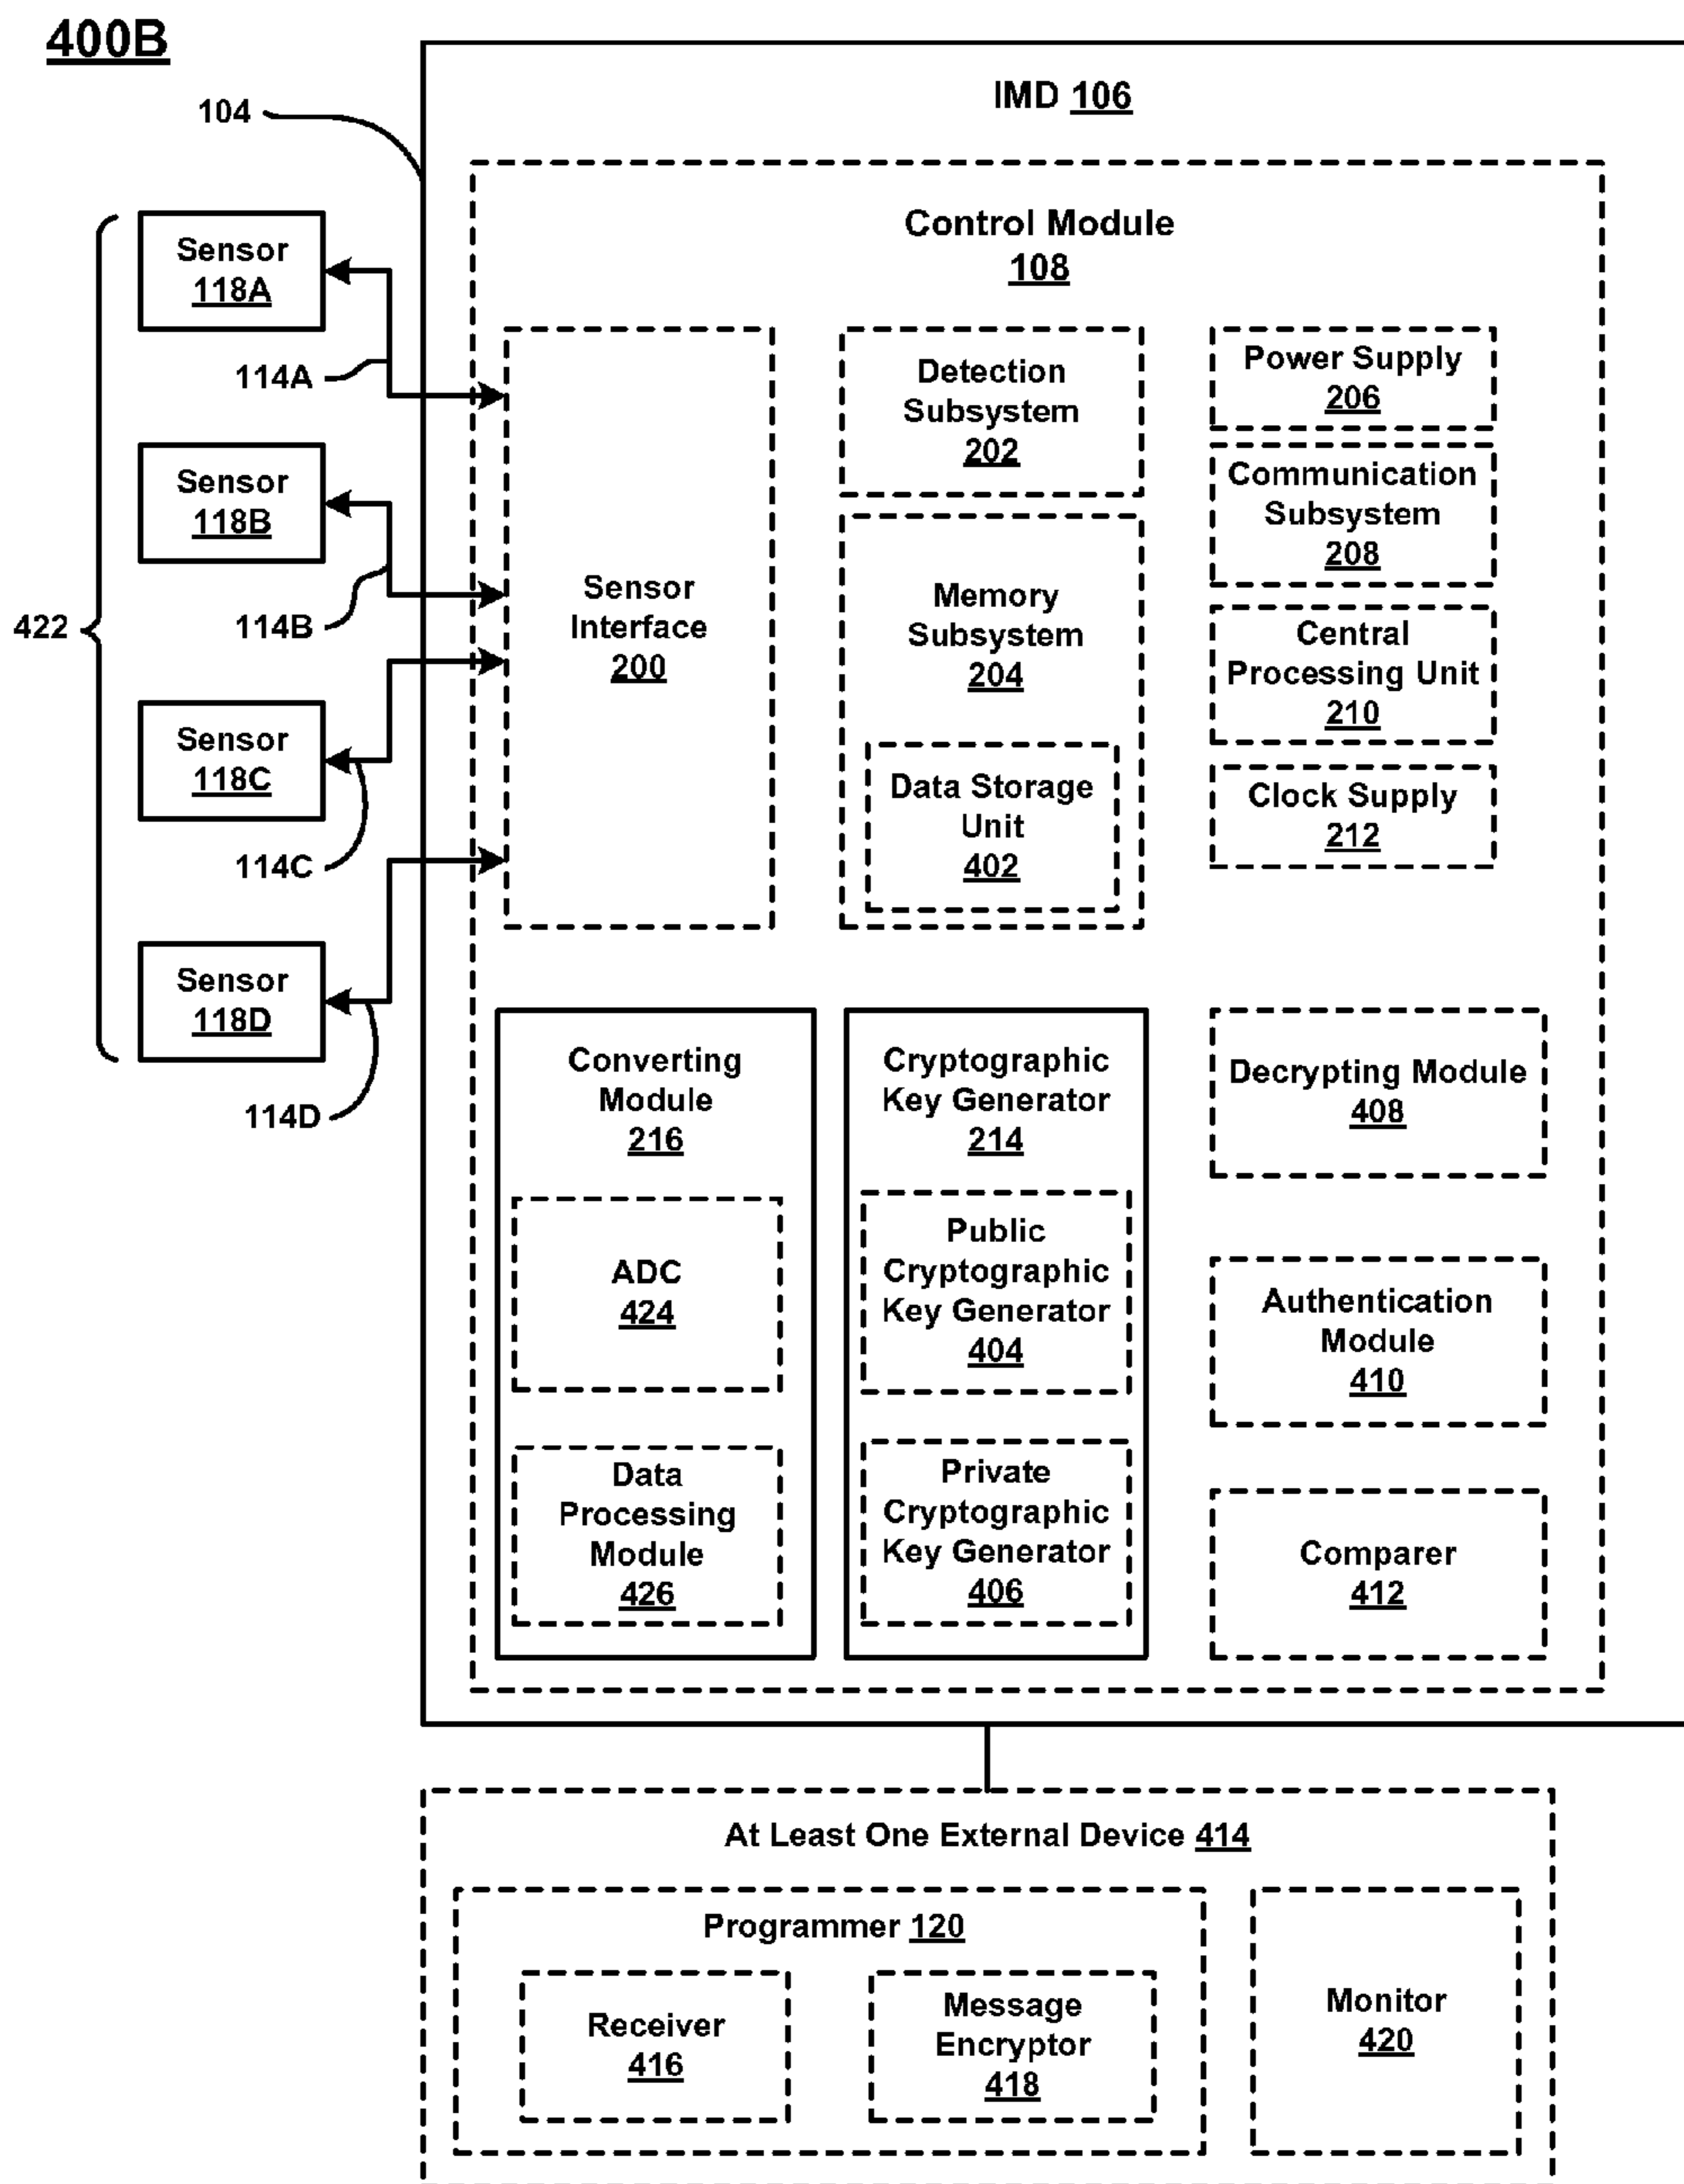 400B
IMD 106
104
Control Module
108
422
Sensor
118A
114A
Sensor
118B
114B
Sensor
118C
114C
Sensor
118D
114D
Sensor
Interface
200
Detection
Subsystem
202
Memory
Subsystem
204
Data Storage
Unit
402
Power Supply
206
Communication
Subsystem
208
Central
Processing Unit
210
Clock Supply
212
Converting
Module
216
ADC
424
Data
Processing
Module
426
Cryptographic
Key Generator
214
Public
Cryptographic
Key Generator
404
Private
Cryptographic
Key Generator
406
Decrypting Module
408
Authentication
Module
410
Comparer
412
At Least One External Device 414
Programmer 120
Receiver
416
Message
Encryptor
418
Monitor
420